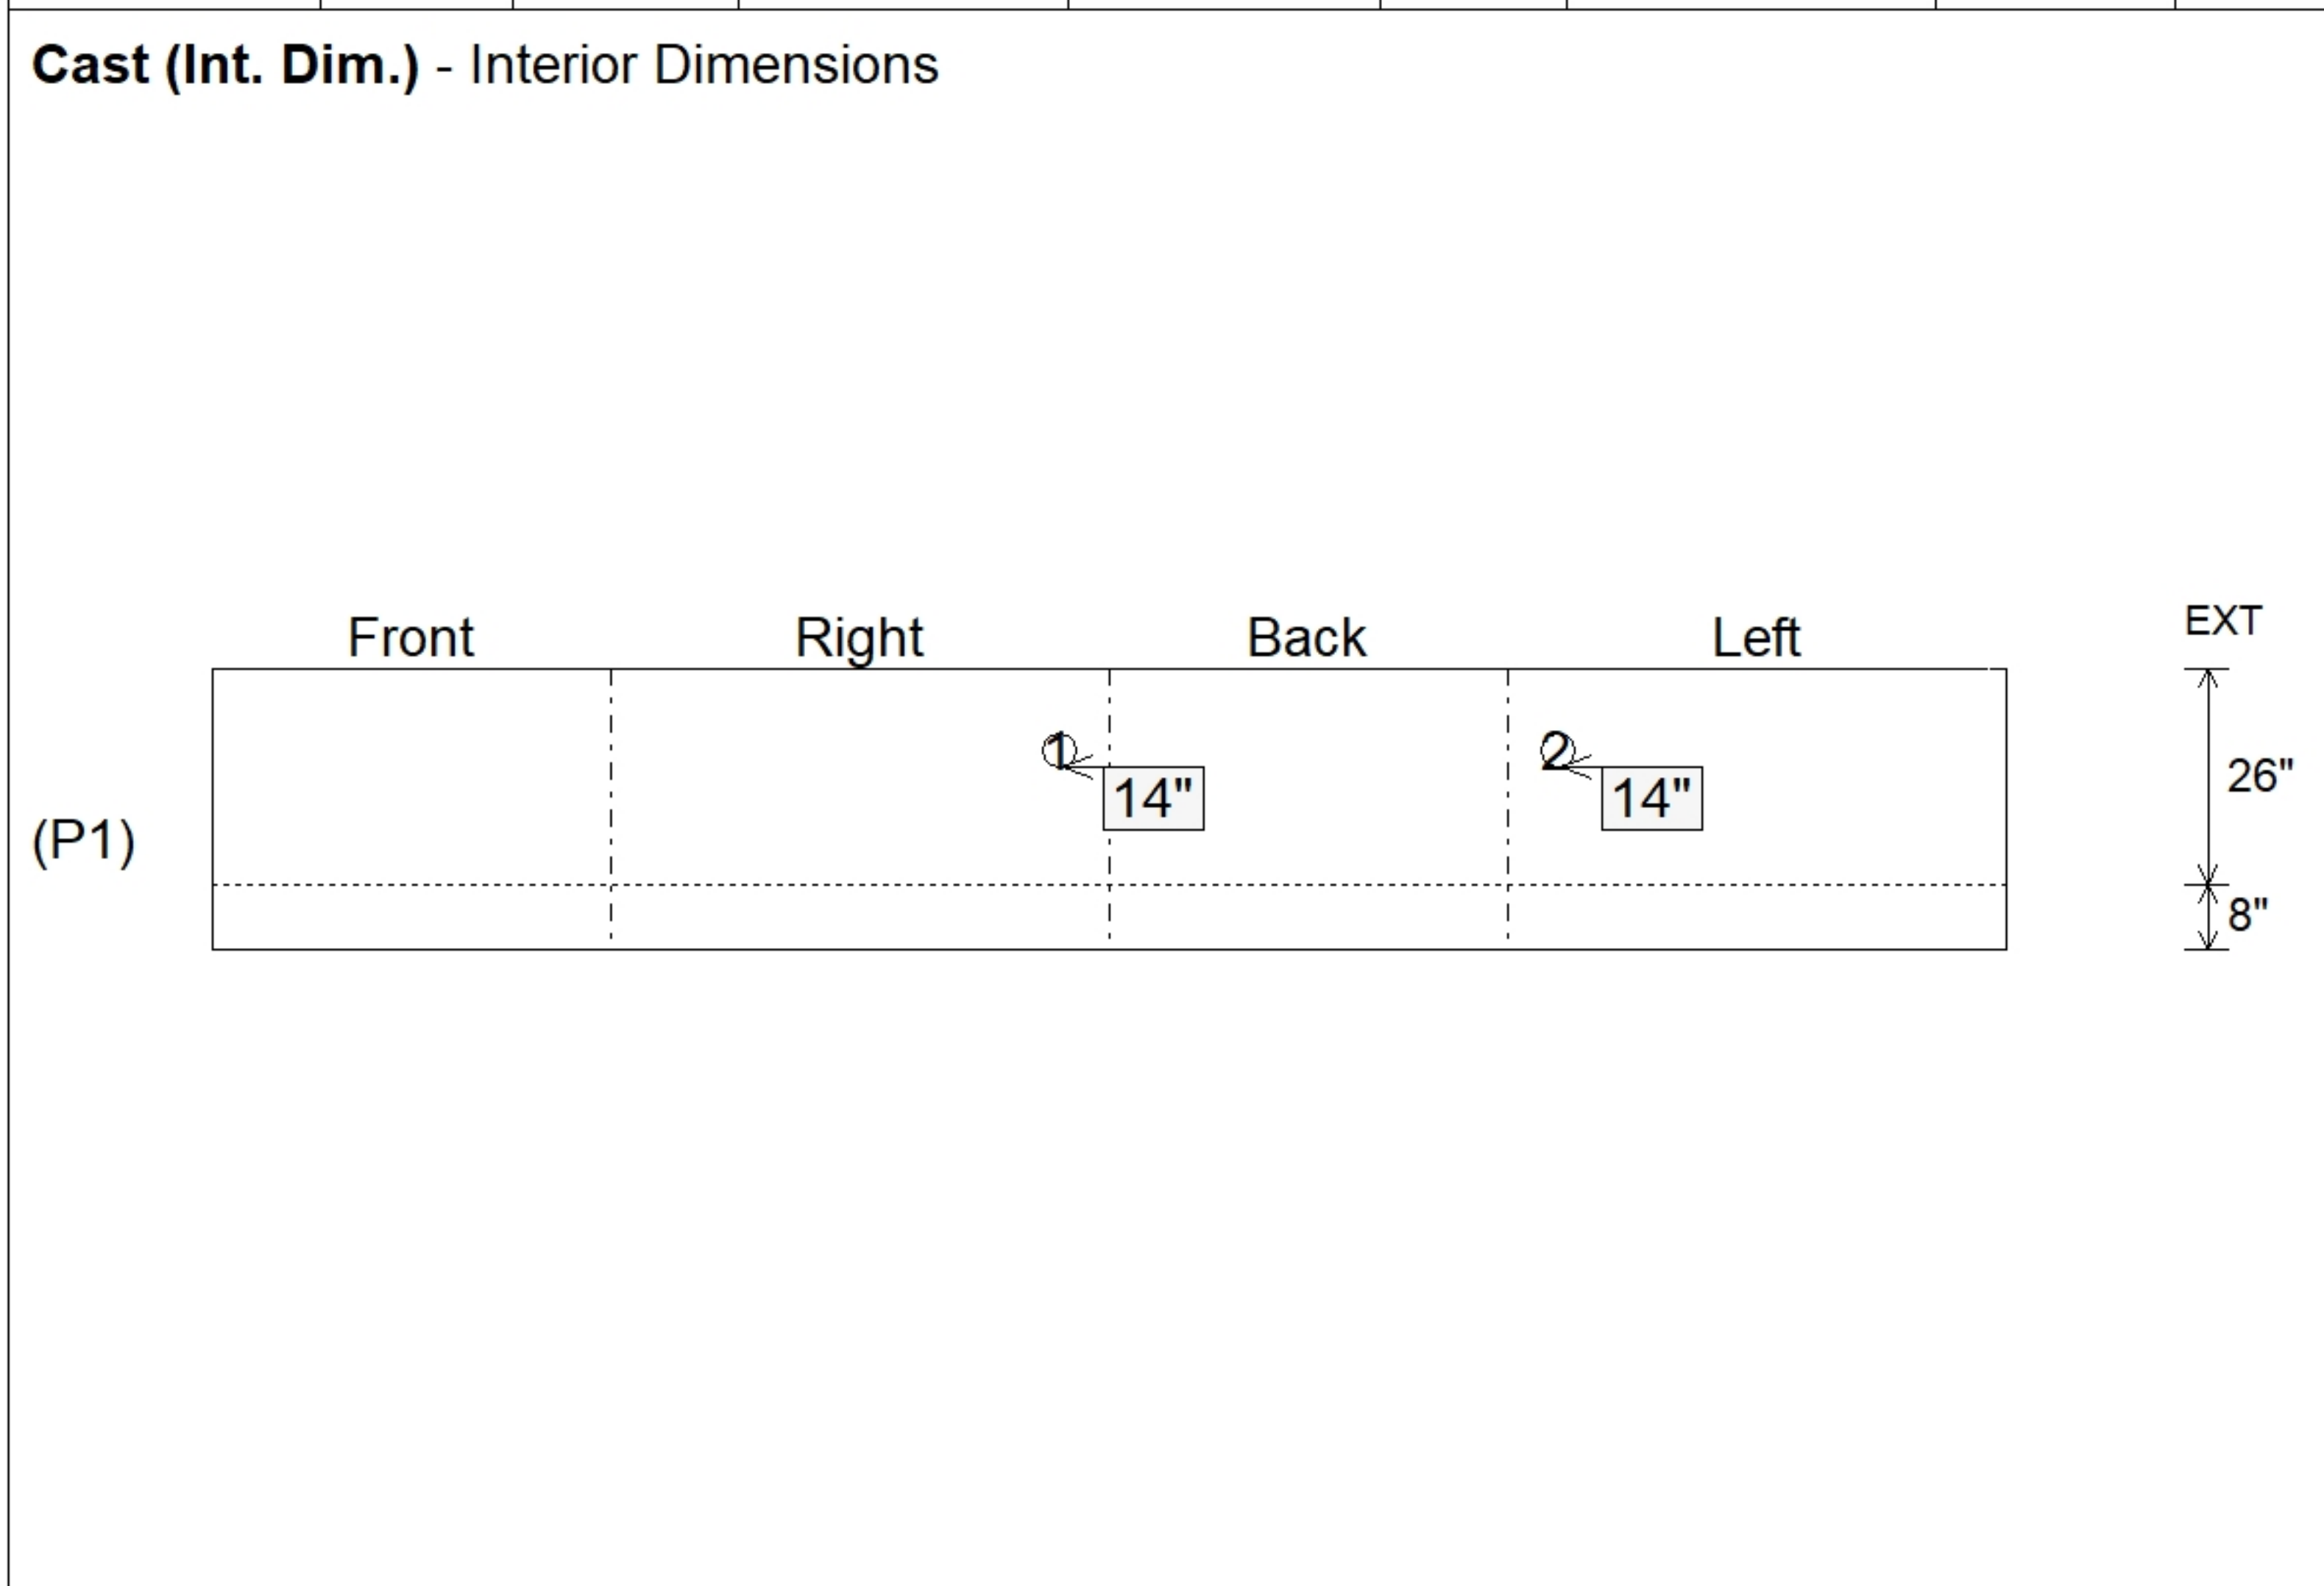 Cast (Int. Dim.) - Interior Dimensions
Front Right Back Left EXT
1 2
14" 14" 26"
(P1)
8"